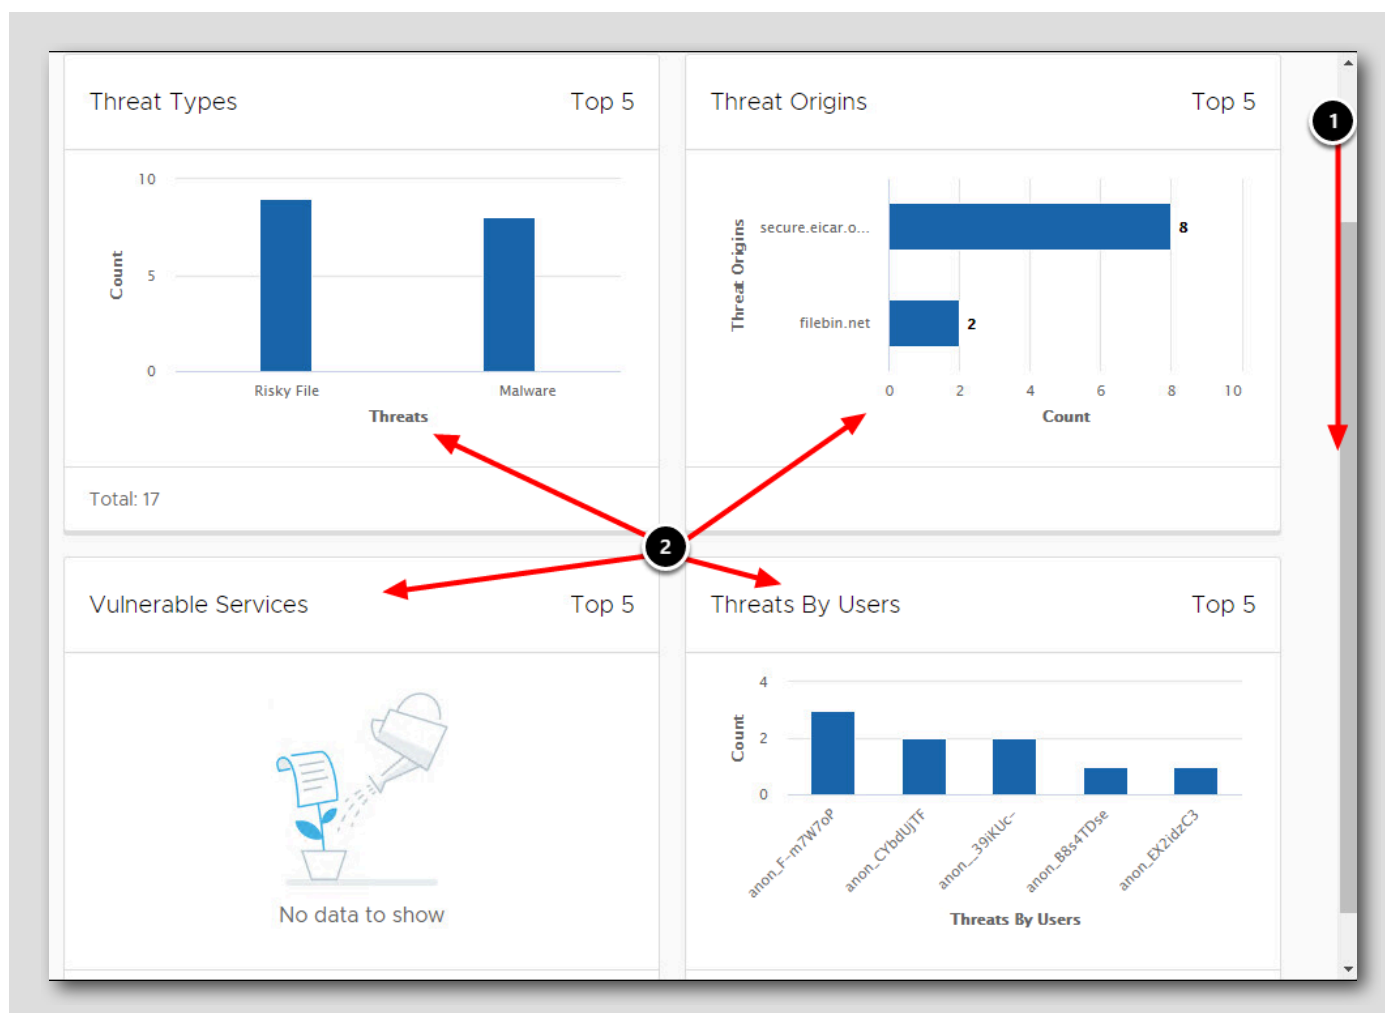 Threat Types Top 5
10
5
0
Count
Risky File Malware
Threats
Total: 17
Threat Origins Top 5
1
Threat Origins
secure.eicar.o... 8
filebin.net 2
0 2 4 6 8 10
Count
2
Vulnerable Services Top 5
No data to show
Threats By Users Top 5
4
2
0
Count
anon_F-m7W7oP
anon_CYbdUjTF
anon__39iKUc-
anon_B8s4TDse
anon_EX2idzC3
Threats By Users